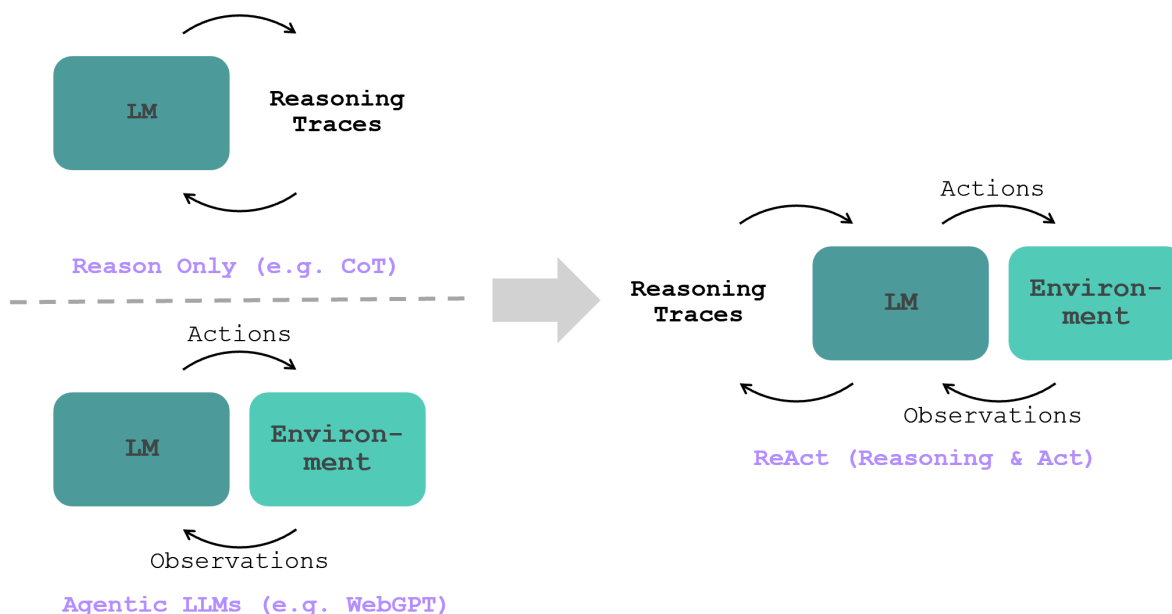 LM
Reasoning
Traces
Reason Only (e.g. CoT)
Actions
LM
Environ-
ment
Observations
Agentic LLMs (e.g. WebGPT)
Actions
Reasoning
Traces
LM
Environ-
ment
Observations
ReAct (Reasoning & Act)